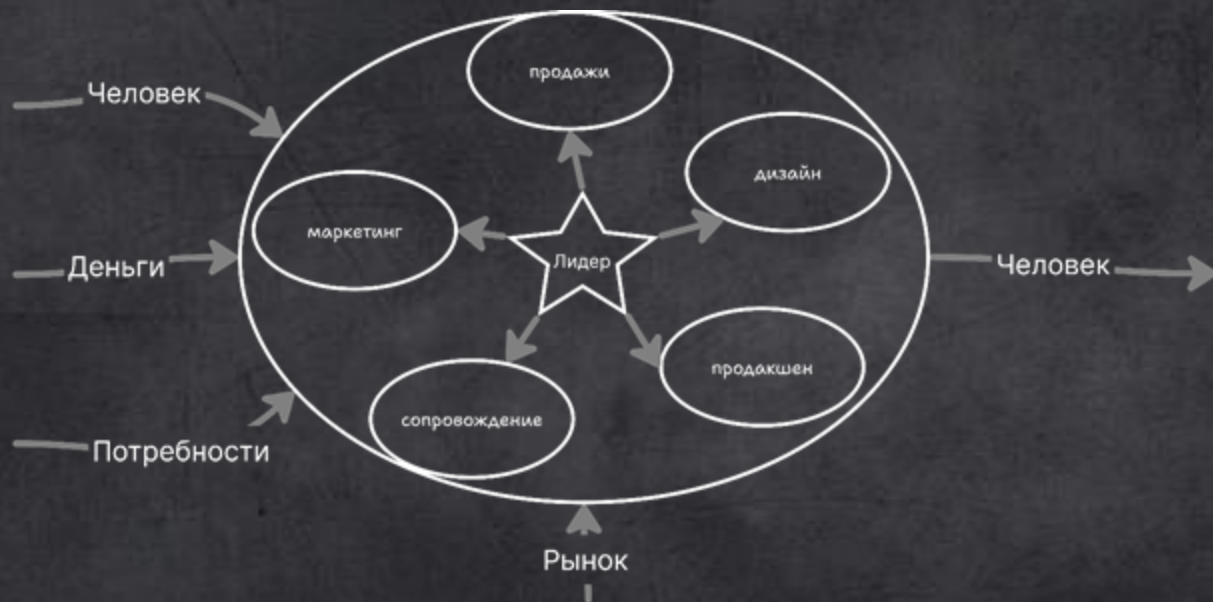 продажи
Человек
дизайн
маркетинг
Лидер
Деньги
Человек
продакшен
сопровождение
Потребности
Рынок